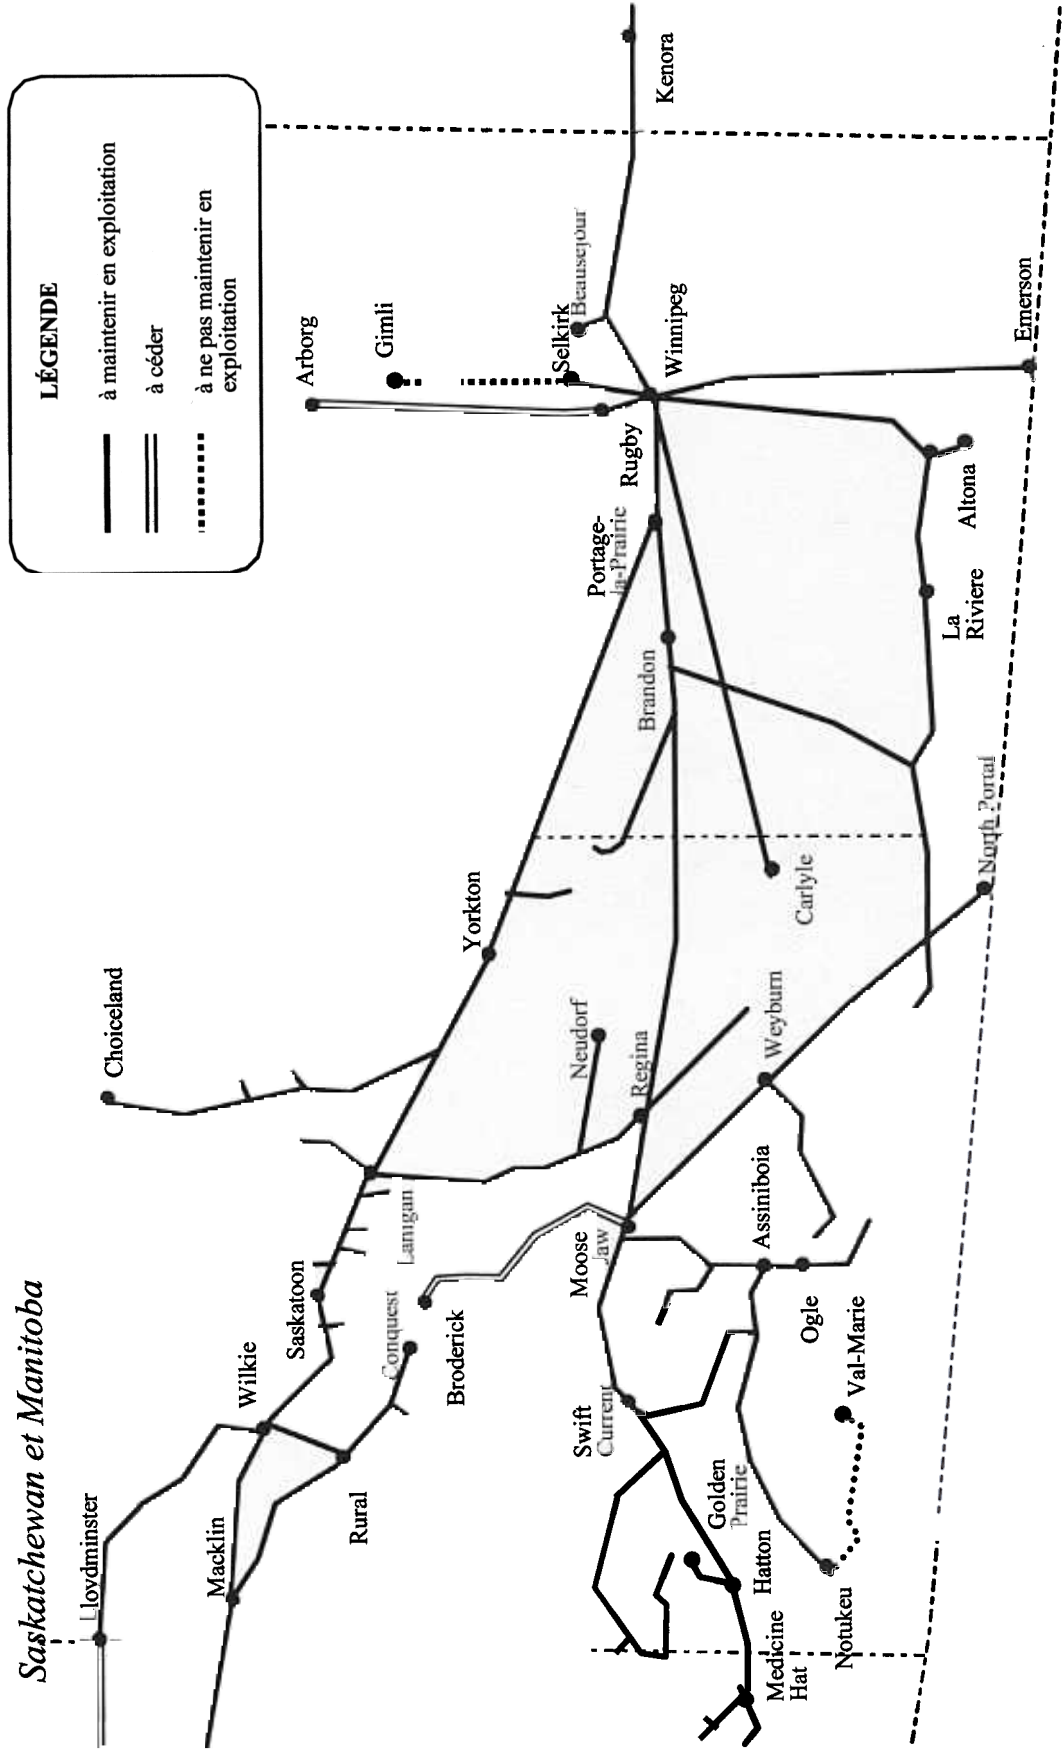 Saskatchewan et Manitoba
LÉGENDE
à maintenir en exploitation
à céder
à ne pas maintenir en
exploitation
Lloydminster
Macklin
Wilkie
Rural
Saskatoon
Conquest
Broderick
Lanigan
Choiceland
Yorkton
Neudorf
Regina
Moose
Jaw
Swift
Current
Golden
Prairie
Hatton
Medicine
Hat
Notukeu
Val-Marie
Ogle
Assiniboia
Weyburn
North Portal
Carlyle
Brandon
Portage-
la-Prairie
Rugby
Winnipeg
Arborg
Gimli
Selkirk
Beausejour
Kenora
Emerson
Altona
La
Riviere